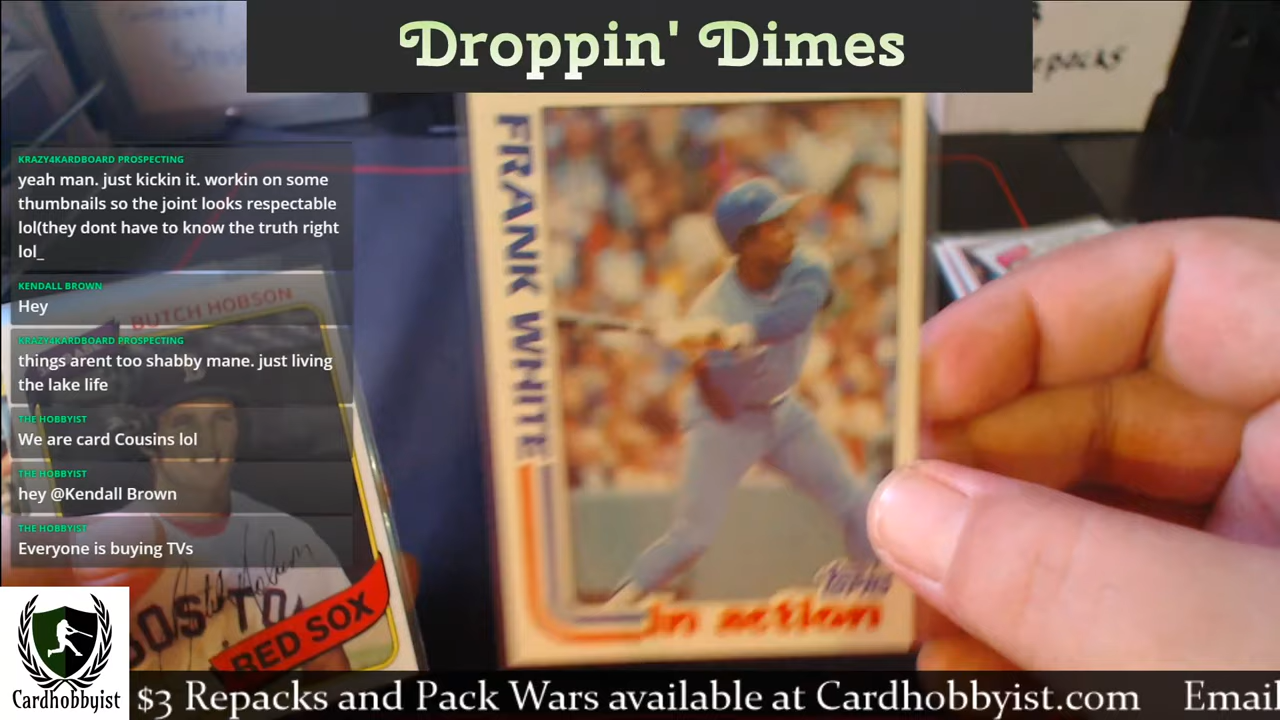 Droppin' Dimes
epacks
KRAZY4KARDBOARD PROSPECTING
yeah man. just kickin it. workin on some
thumbnails so the joint looks respectable
lol(they dont have to know the truth right
lol_
KENDALL BROWN
Hey
KRAZY4KARDBOARD PROSPECTING
things arent too shabby mane. just living
the lake life
THE HOBBYIST
We are card Cousins lol
THE HOBBYIST
hey @Kendall Brown
THE HOBBYIST
Everyone is buying TVs
BUTCH HOBSON
BOSTO
RED SOX
FRANK WHITE
topps
in action
Cardhobbyist
$3 Repacks and Pack Wars available at Cardhobbyist.com Email